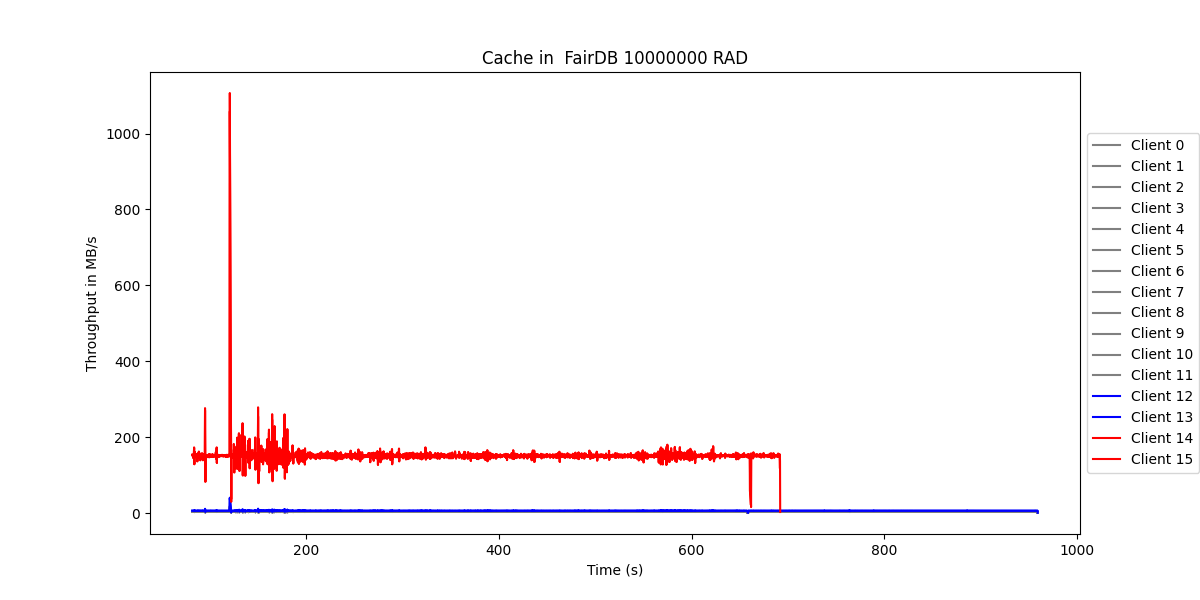 Cache in  FairDB 10000000 RAD
Throughput in MB/s
1000
800
600
400
200
0
200
400
600
800
1000
Time (s)
Client 0
Client 1
Client 2
Client 3
Client 4
Client 5
Client 6
Client 7
Client 8
Client 9
Client 10
Client 11
Client 12
Client 13
Client 14
Client 15